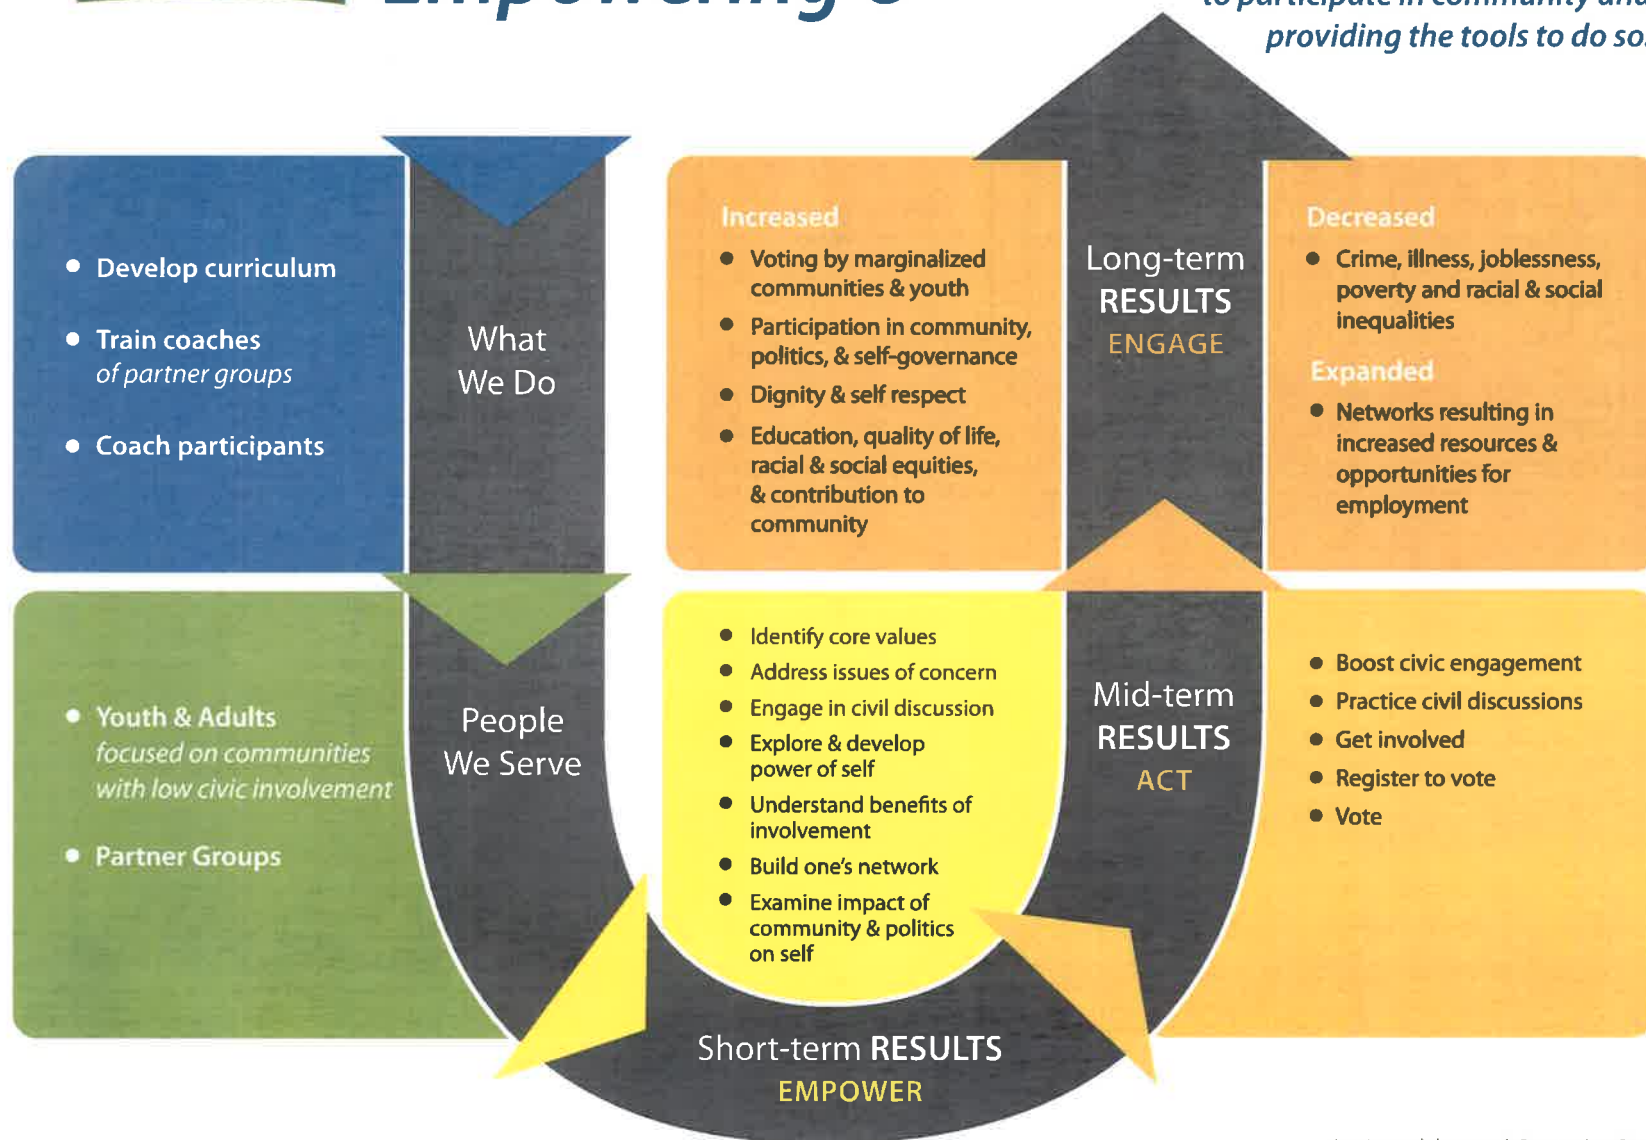 Empowering U
to participate in community and
providing the tools to do so.
• Develop curriculum
• Train coaches
of partner groups
• Coach participants
What
We Do
• Youth & Adults
focused on communities
with low civic involvement
• Partner Groups
People
We Serve
Short-term RESULTS
EMPOWER
• Identify core values
• Address issues of concern
• Engage in civil discussion
• Explore & develop
power of self
• Understand benefits of
involvement
• Build one's network
• Examine impact of
community & politics
on self
Mid-term
RESULTS
ACT
• Boost civic engagement
• Practice civil discussions
• Get involved
• Register to vote
• Vote
Increased
• Voting by marginalized
communities & youth
• Participation in community,
politics, & self-governance
• Dignity & self respect
• Education, quality of life,
racial & social equities,
& contribution to
community
Long-term
RESULTS
ENGAGE
Decreased
• Crime, illness, joblessness,
poverty and racial & social
inequalities
Expanded
• Networks resulting in
increased resources &
opportunities for
employment